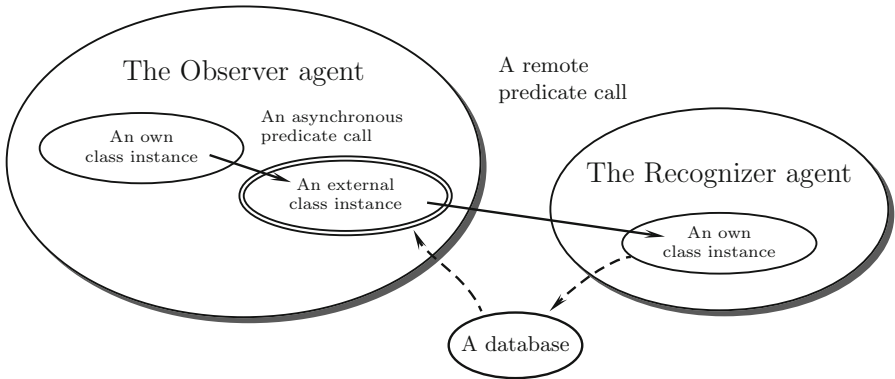 The Observer agent
An own
class instance
An asynchronous
predicate call
An external
class instance
A remote
predicate call
The Recognizer agent
An own
class instance
A database